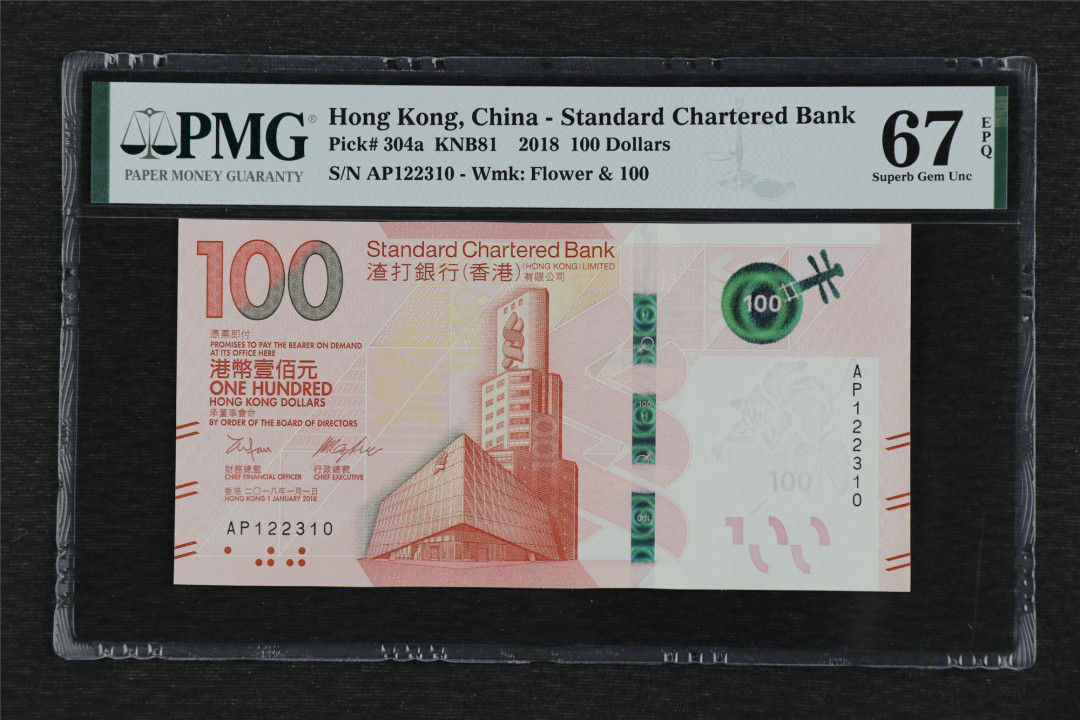 PMG®
PAPER MONEY GUARANTY
Hong Kong, China - Standard Chartered Bank
Pick# 304a KNB81 2018 100 Dollars
S/N AP122310 - Wmk: Flower & 100
67
EPQ
Superb Gem Unc
100
Standard Chartered Bank
渣打銀行(香港) (HONG KONG) LIMITED
有限公司
憑票即付
PROMISES TO PAY THE BEARER ON DEMAND
AT ITS OFFICE HERE
港幣壹佰元
ONE HUNDRED
HONG KONG DOLLARS
承董事會命
BY ORDER OF THE BOARD OF DIRECTORS
財務總監 行政總裁
CHIEF FINANCIAL OFFICER CHIEF EXECUTIVE
香港 二〇一八年一月一日
HONG KONG 1 JANUARY 2018
AP122310
100
100
100
100
100
AP122310